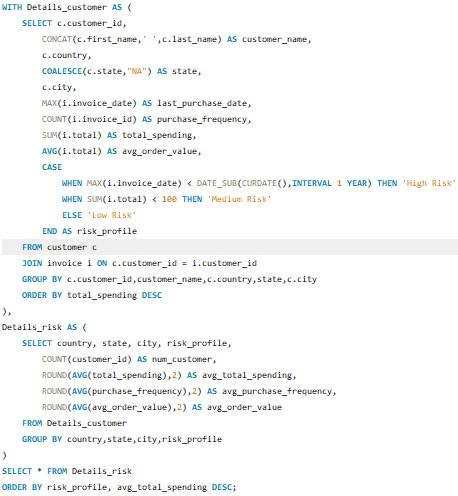 WITH Details_customer AS (
SELECT c.customer_id,
CONCAT(c.first_name,' ',c.last_name) AS customer_name,
c.country,
COALESCE(c.state,"NA") AS state,
c.city,
MAX(i.invoice_date) AS last_purchase_date,
COUNT(i.invoice_id) AS purchase_frequency,
SUM(i.total) AS total_spending,
AVG(i.total) AS avg_order_value,
CASE
WHEN MAX(i.invoice_date) < DATE_SUB(CURDATE(),INTERVAL 1 YEAR) THEN 'High Risk'
WHEN SUM(i.total) < 100 THEN 'Medium Risk'
ELSE 'Low Risk'
END AS risk_profile
FROM customer c
JOIN invoice i ON c.customer_id = i.customer_id
GROUP BY c.customer_id,customer_name,c.country,state,c.city
ORDER BY total_spending DESC
),
Details_risk AS (
SELECT country, state, city, risk_profile,
COUNT(customer_id) AS num_customer,
ROUND(AVG(total_spending),2) AS avg_total_spending,
ROUND(AVG(purchase_frequency),2) AS avg_purchase_frequency,
ROUND(AVG(avg_order_value),2) AS avg_order_value
FROM Details_customer
GROUP BY country,state,city,risk_profile
)
SELECT * FROM Details_risk
ORDER BY risk_profile, avg_total_spending DESC;